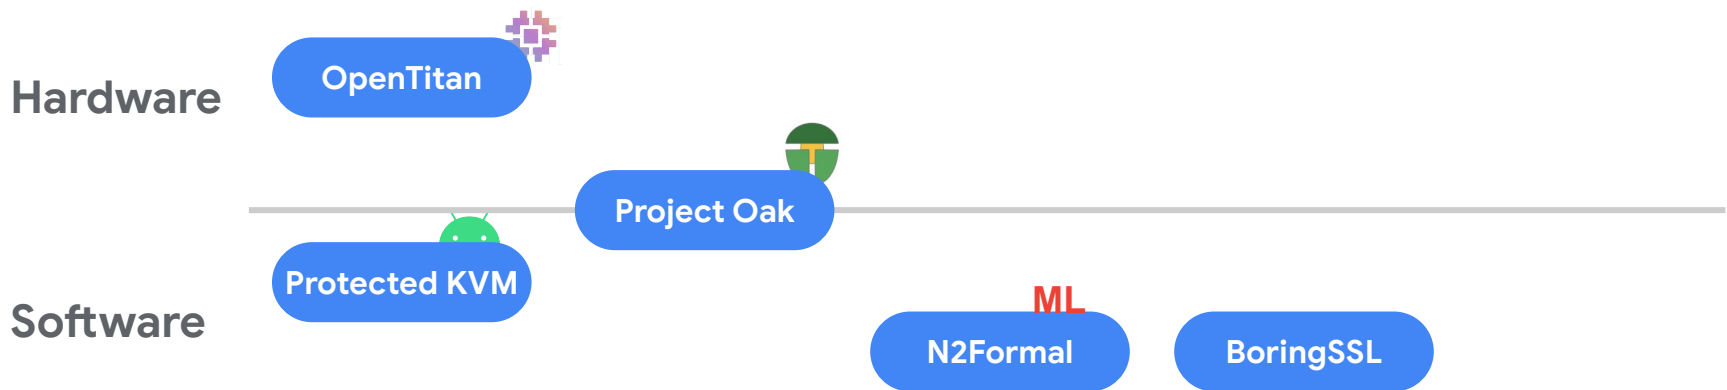 OpenTitan
Hardware
Project Oak
Protected KVM
Software
ML
N2Formal
BoringSSL